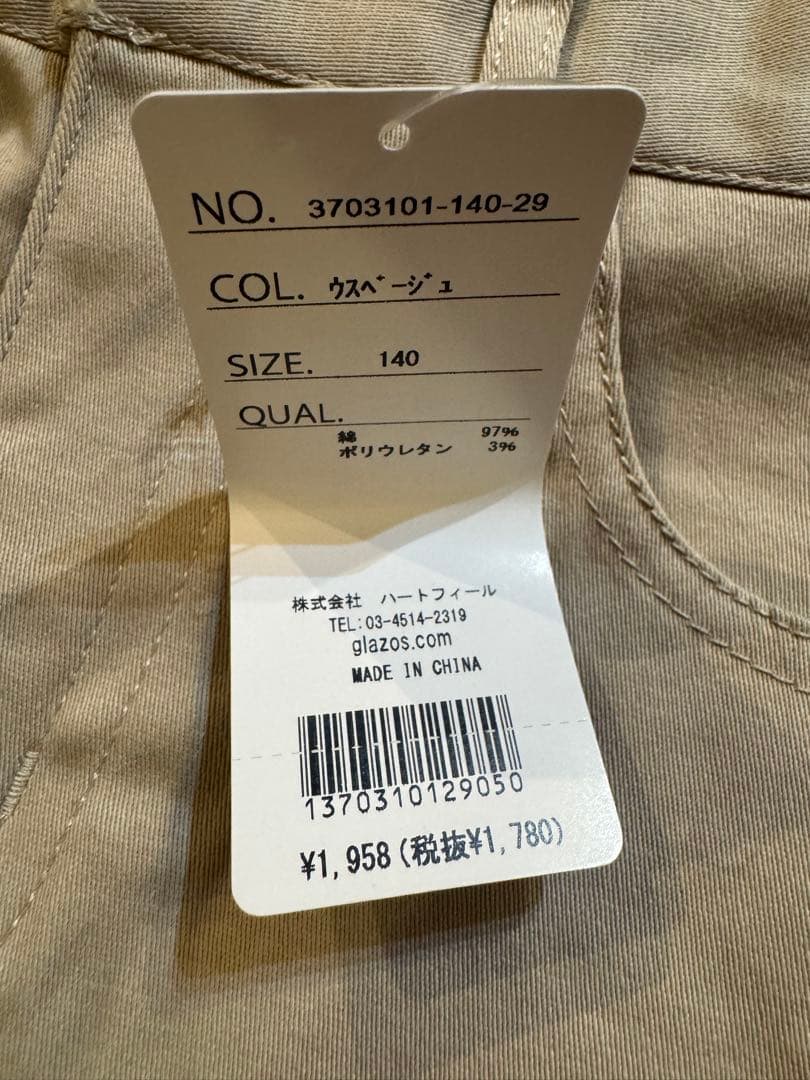 NO. 3703101-140-29
COL. ｳｽﾍﾞｰｼﾞｭ
SIZE. 140
QUAL.
綿 97%
ポリウレタン 3%
株式会社 ハートフィール
TEL:03-4514-2319
glazos.com
MADE IN CHINA
1370310129050
¥1,958(税抜¥1,780)